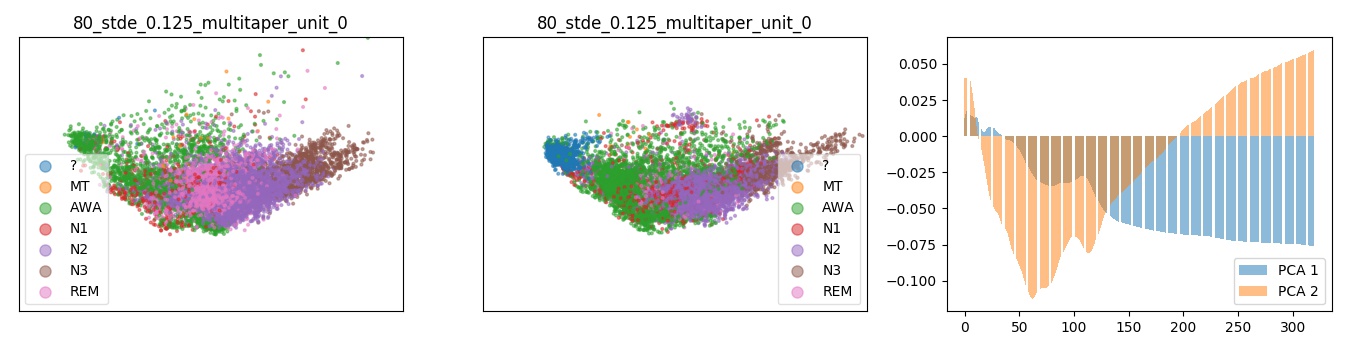 80_stde_0.125_multitaper_unit_0
?
MT
AWA
N1
N2
N3
REM
80_stde_0.125_multitaper_unit_0
?
MT
AWA
N1
N2
N3
REM
0.050
0.025
0.000
−0.025
−0.050
−0.075
−0.100
PCA 1
PCA 2
0 50 100 150 200 250 300